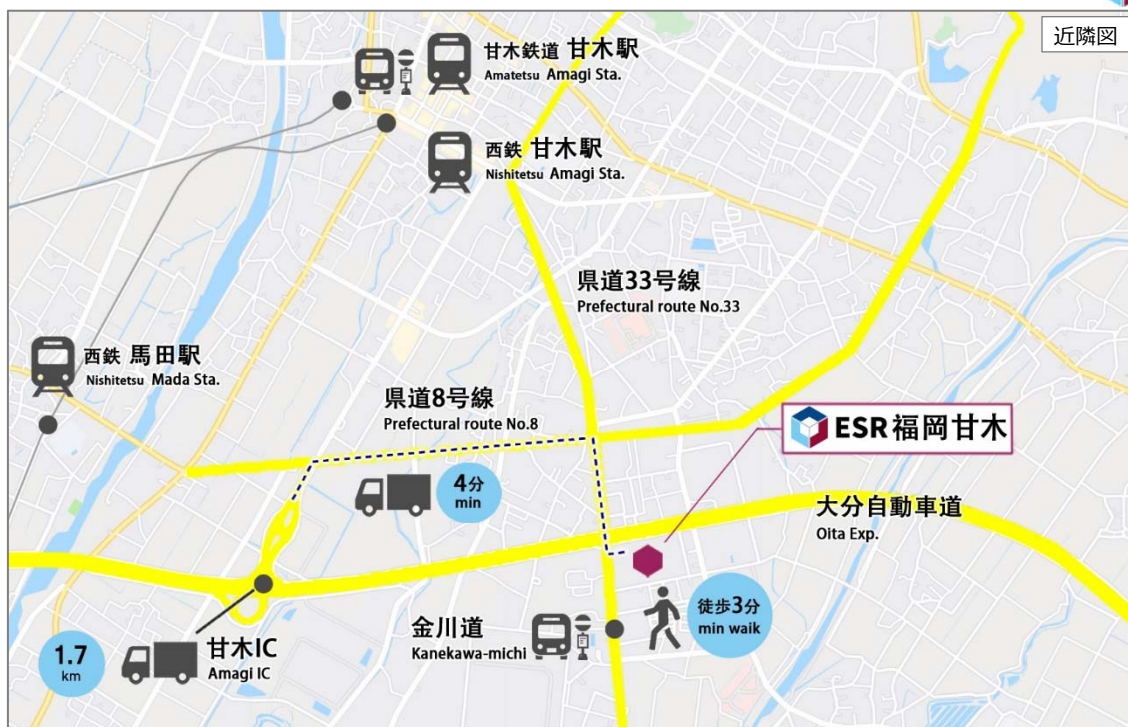 近隣図
甘木鉄道 甘木駅
Amatetsu Amagi Sta.
西鉄 甘木駅
Nishitetsu Amagi Sta.
県道33号線
Prefectural route No.33
西鉄 馬田駅
Nishitetsu Mada Sta.
県道8号線
Prefectural route No.8
ESR福岡甘木
4分
min
大分自動車道
Oita Exp.
徒歩3分
min waik
金川道
Kanekawa-michi
1.7
km
甘木IC
Amagi IC